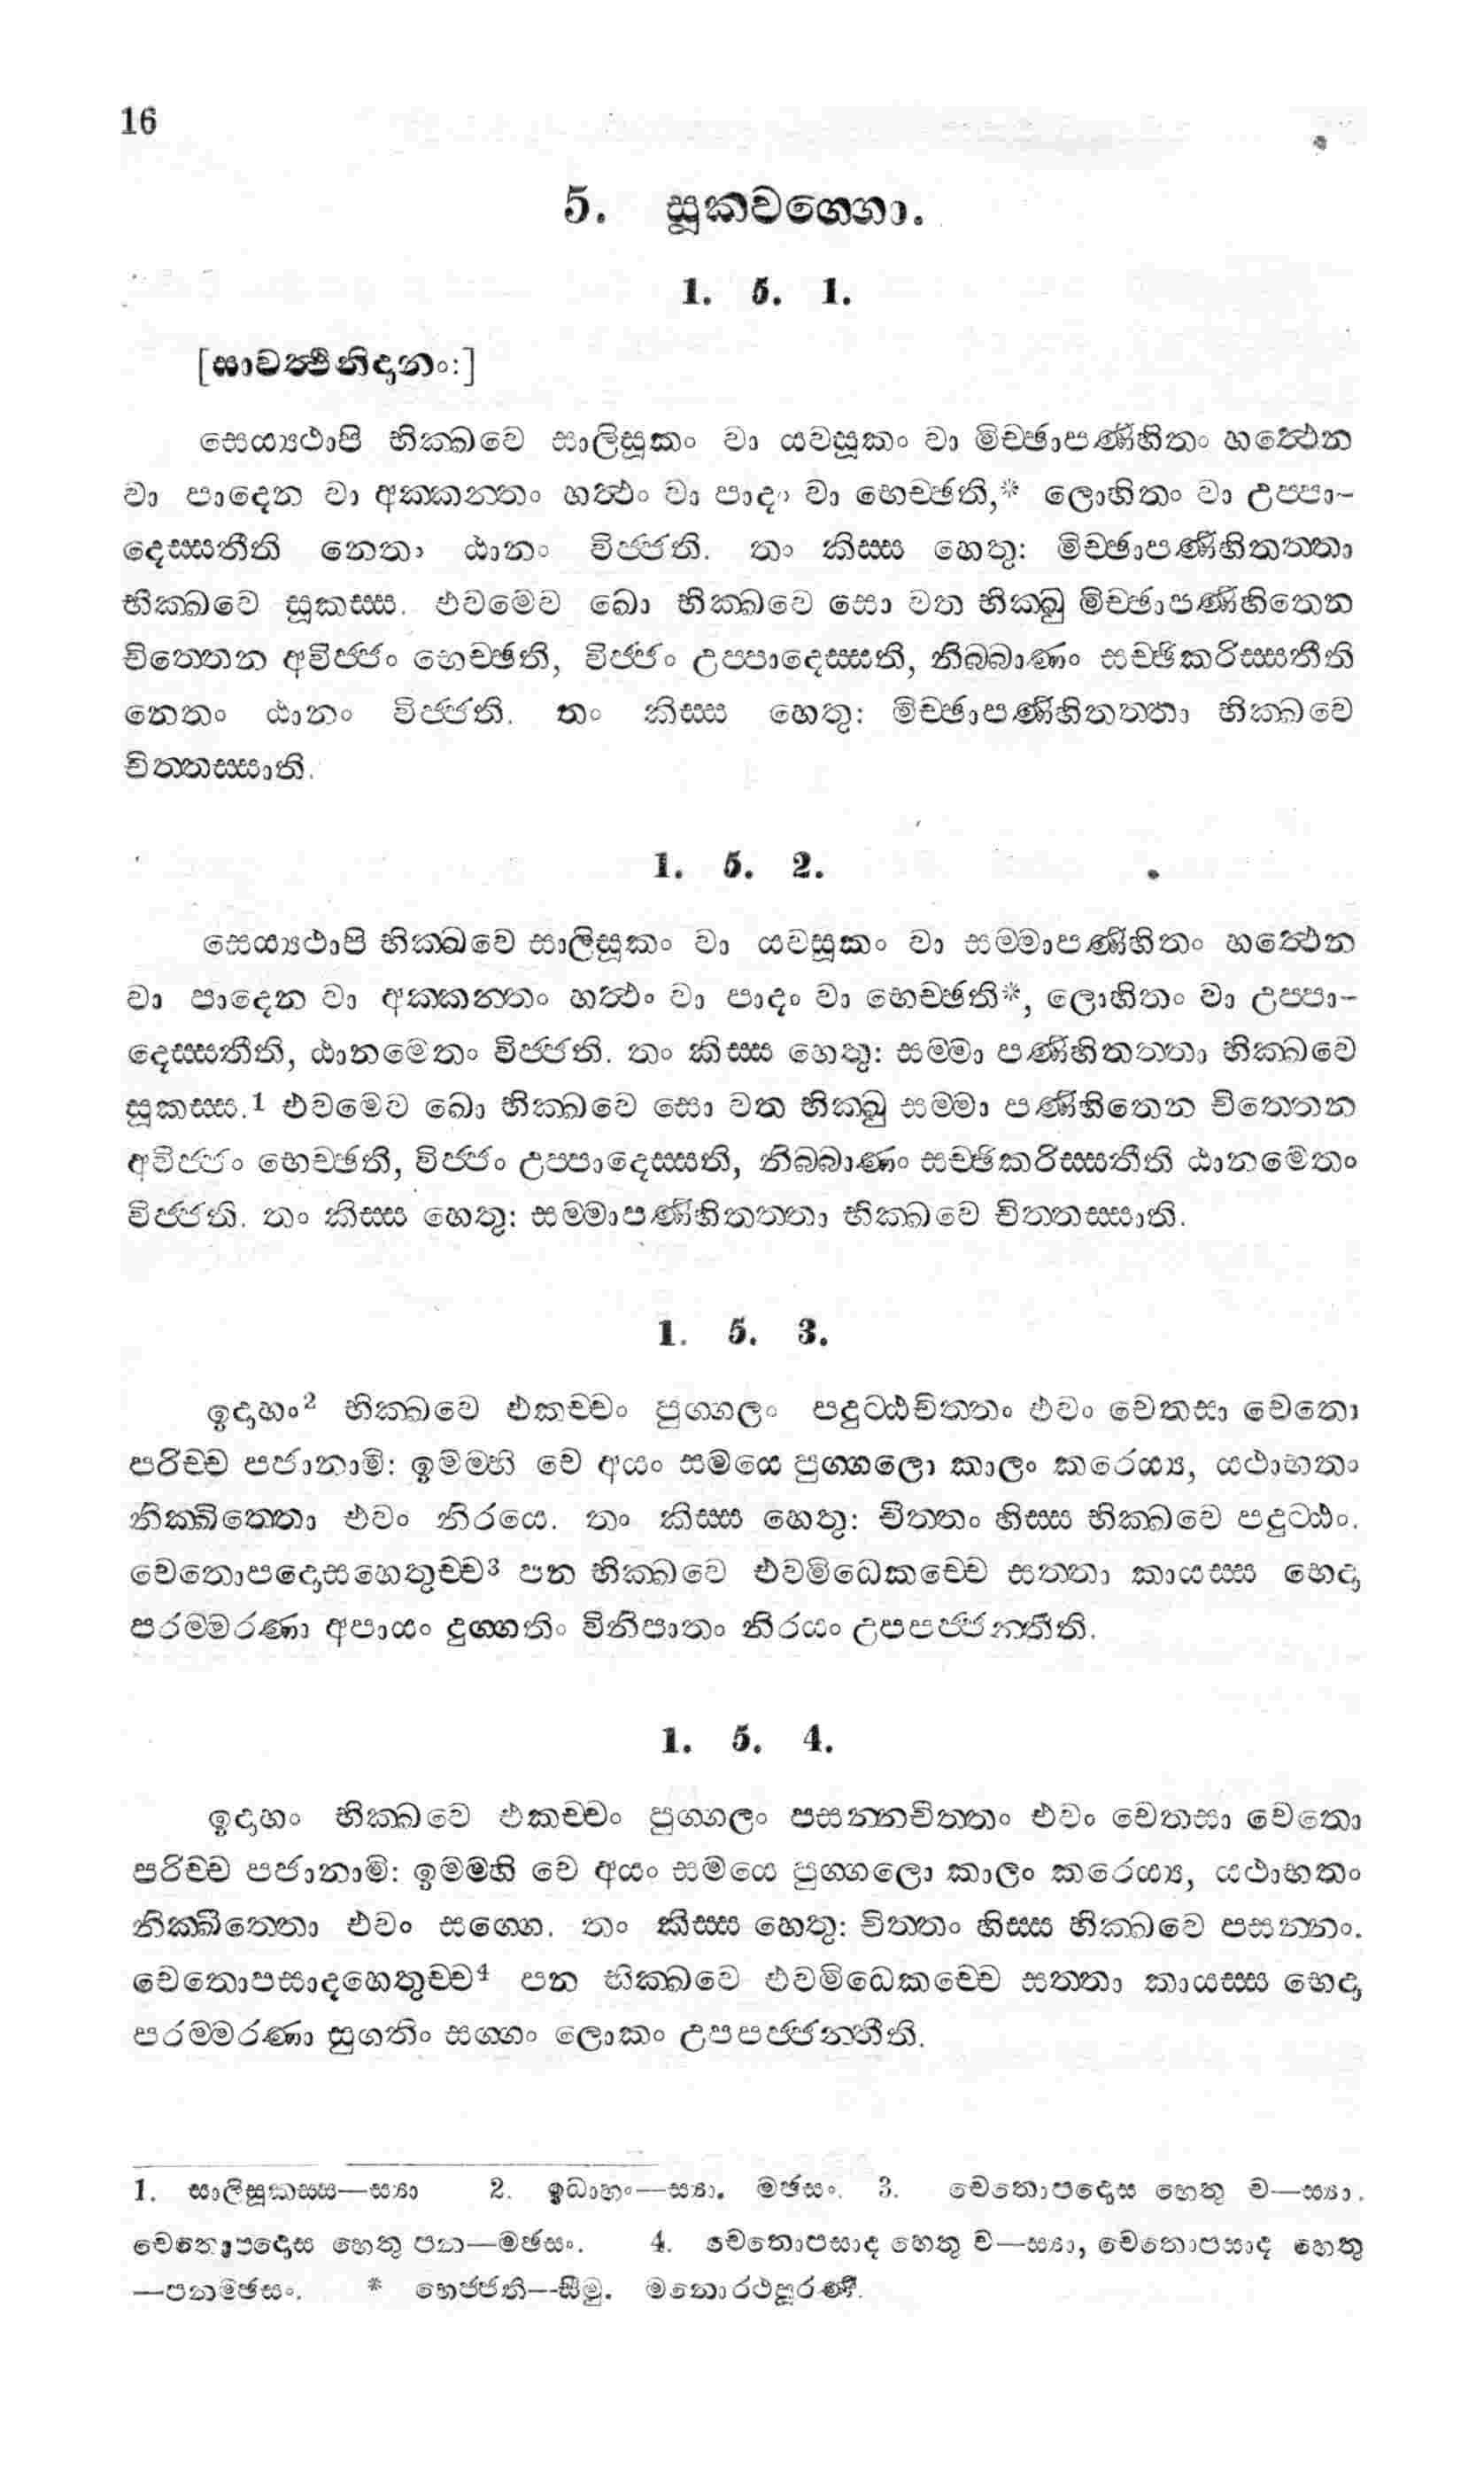 16
5. සූකවග්ගො.
1. 5. 1.
[සාවත්ථිනිදානං:]
සෙය්‍යථාපි භික්ඛවෙ සාලිසූකං වා යවසූකං වා මිච්ඡාපණිහිතං හත්ථෙන
වා පාදෙන වා අක්කන්තං හත්ථං වා පාදං වා භෙච්ඡති,* ලොහිතං වා උප්පා-
දෙස්සතීති නෙතං ඨානං විජ්ජති. තං කිස්ස හෙතු: මිච්ඡාපණිහිතත්තා
භික්ඛවෙ සූකස්ස. එවමෙව ඛො භික්ඛවෙ සො වත භික්ඛු මිච්ඡාපණිහිතෙන
චිත්තෙන අවිජ්ජං භෙච්ඡති, විජ්ජං උප්පාදෙස්සති, නිබ්බාණං සච්ඡිකරිස්සතීති
නෙතං ඨානං විජ්ජති. තං කිස්ස හෙතු: මිච්ඡාපණිහිතත්තා භික්ඛවෙ
චිත්තස්සාති.
1. 5. 2.
සෙය්‍යථාපි භික්ඛවෙ සාලිසූකං වා යවසූකං වා සම්මාපණිහිතං හත්ථෙන
වා පාදෙන වා අක්කන්තං හත්ථං වා පාදං වා භෙච්ඡති*, ලොහිතං වා උප්පා-
දෙස්සතීති, ඨානමෙතං විජ්ජති. තං කිස්ස හෙතු: සම්මා පණිහිතත්තා භික්ඛවෙ
සූකස්ස.1 එවමෙව ඛො භික්ඛවෙ සො වත භික්ඛු සම්මා පණිහිතෙන චිත්තෙන
අවිජ්ජං භෙච්ඡති, විජ්ජං උප්පාදෙස්සති, නිබ්බාණං සච්ඡිකරිස්සතීති ඨානමෙතං
විජ්ජති. තං කිස්ස හෙතු: සම්මාපණිහිතත්තා භික්ඛවෙ චිත්තස්සාති.
1. 5. 3.
ඉදාහං2 භික්ඛවෙ එකච්චං පුග්ගලං පදුට්ඨචිත්තං එවං චෙතසා චෙතො
පරිච්ච පජානාමි: ඉමම්හි චෙ අයං සමයෙ පුග්ගලො කාලං කරෙය්‍ය, යථාභතං
නික්ඛිත්තො එවං නිරයෙ. තං කිස්ස හෙතු: චිත්තං හිස්ස භික්ඛවෙ පදුට්ඨං.
චෙතොපදොසහෙතුච්ච3 පන භික්ඛවෙ එවමිධෙකච්චෙ සත්තා කායස්ස භෙදා
පරම්මරණා අපායං දුග්ගතිං විනිපාතං නිරයං උපපජ්ජන්තීති.
1. 5. 4.
ඉදාහං භික්ඛවෙ එකච්චං පුග්ගලං පසන්නචිත්තං එවං චෙතසා චෙතො
පරිච්ච පජානාමි: ඉමම්හි චෙ අයං සමයෙ පුග්ගලො කාලං කරෙය්‍ය, යථාභතං
නික්ඛිත්තො එවං සග්ගෙ. තං කිස්ස හෙතු: චිත්තං හිස්ස භික්ඛවෙ පසන්නං.
චෙතොපසාදහෙතුච්ච4 පන භික්ඛවෙ එවමිධෙකච්චෙ සත්තා කායස්ස භෙදා
පරම්මරණා සුගතිං සග්ගං ලොකං උපපජ්ජන්තීති.
1. සාලිසූකස්ස—ස්‍යා 2. ඉධාහං—ස්‍යා. මඡසං. 3. චෙතොපදොස හෙතු ච—ස්‍යා.
චෙතොපදොස හෙතු පන—මඡසං. 4. චෙතොපසාද හෙතු ච—ස්‍යා, චෙතොපසාද හෙතු
—පනමඡසං. * භෙජ්ජති—සීමු. මනොරථපූරණී.